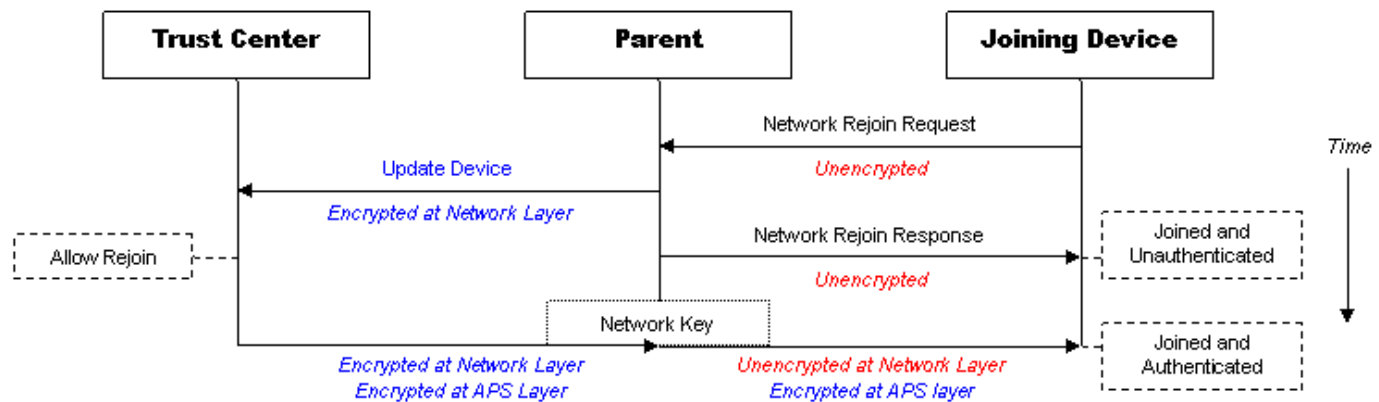 Trust Center
Parent
Joining Device
Network Rejoin Request
Unencrypted
Time
Update Device
Encrypted at Network Layer
Network Rejoin Response
Unencrypted
Allow Rejoin
Joined and
Unauthenticated
Network Key
Encrypted at Network Layer
Encrypted at APS Layer
Unencrypted at Network Layer
Encrypted at APS layer
Joined and
Authenticated